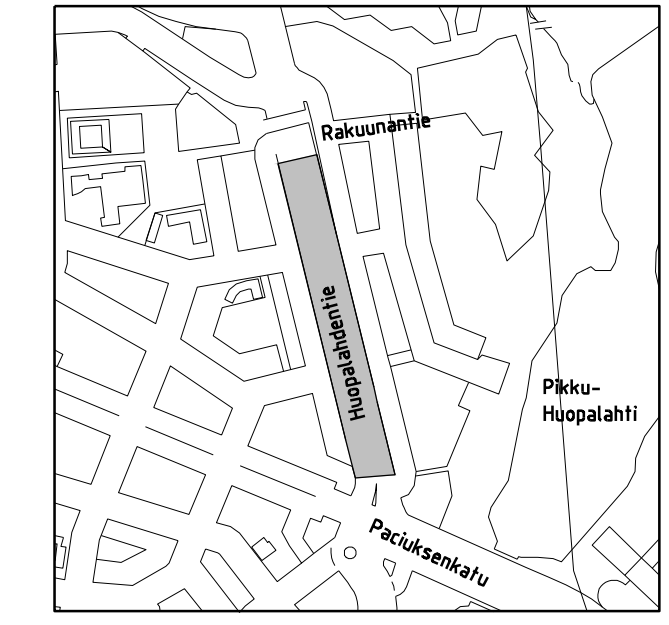 Rakuunantie
Huopalahdentie
Pikku-
Huopalahti
Paciuksenkatu